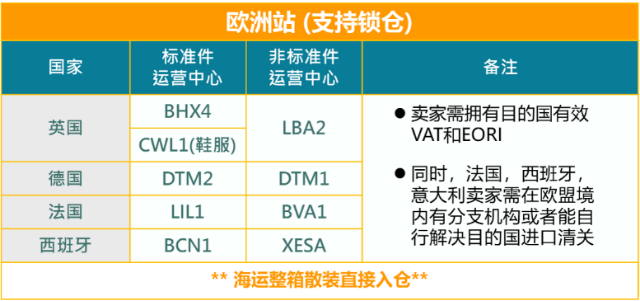 欧洲站 (支持锁仓)
国家
标准件
运营中心
非标准件
运营中心
备注
英国
BHX4
CWL1(鞋服)
LBA2
德国
DTM2
DTM1
法国
LIL1
BVA1
西班牙
BCN1
XESA
● 卖家需拥有目的国有效
VAT和EORI
● 同时，法国，西班牙，
意大利卖家需在欧盟境
内有分支机构或者能自
行解决目的国进口清关
** 海运整箱散装直接入仓**